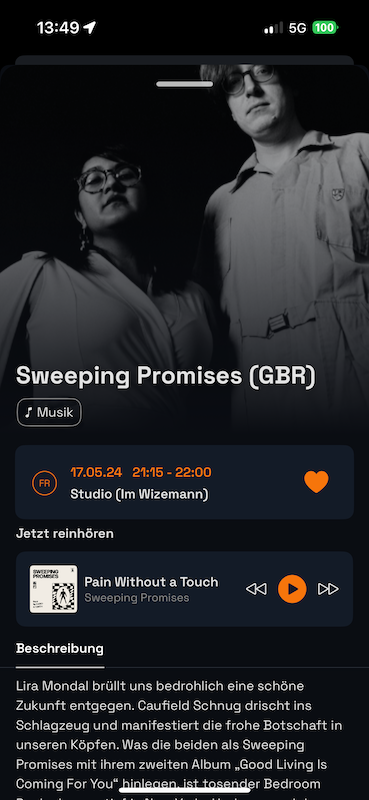 13:49
5G
100
Sweeping Promises (GBR)
Musik
FR
17.05.24 21:15 - 22:00
Studio (Im Wizemann)
Jetzt reinhören
SWEEPING
PROMISES
Pain Without a Touch
Sweeping Promises
Beschreibung
Lira Mondal brüllt uns bedrohlich eine schöne
Zukunft entgegen. Caufield Schnug drischt ins
Schlagzeug und manifestiert die frohe Botschaft in
unseren Köpfen. Was die beiden als Sweeping
Promises mit ihrem zweiten Album „Good Living Is
Coming For You“ hinlegen, ist tosender Bedroom